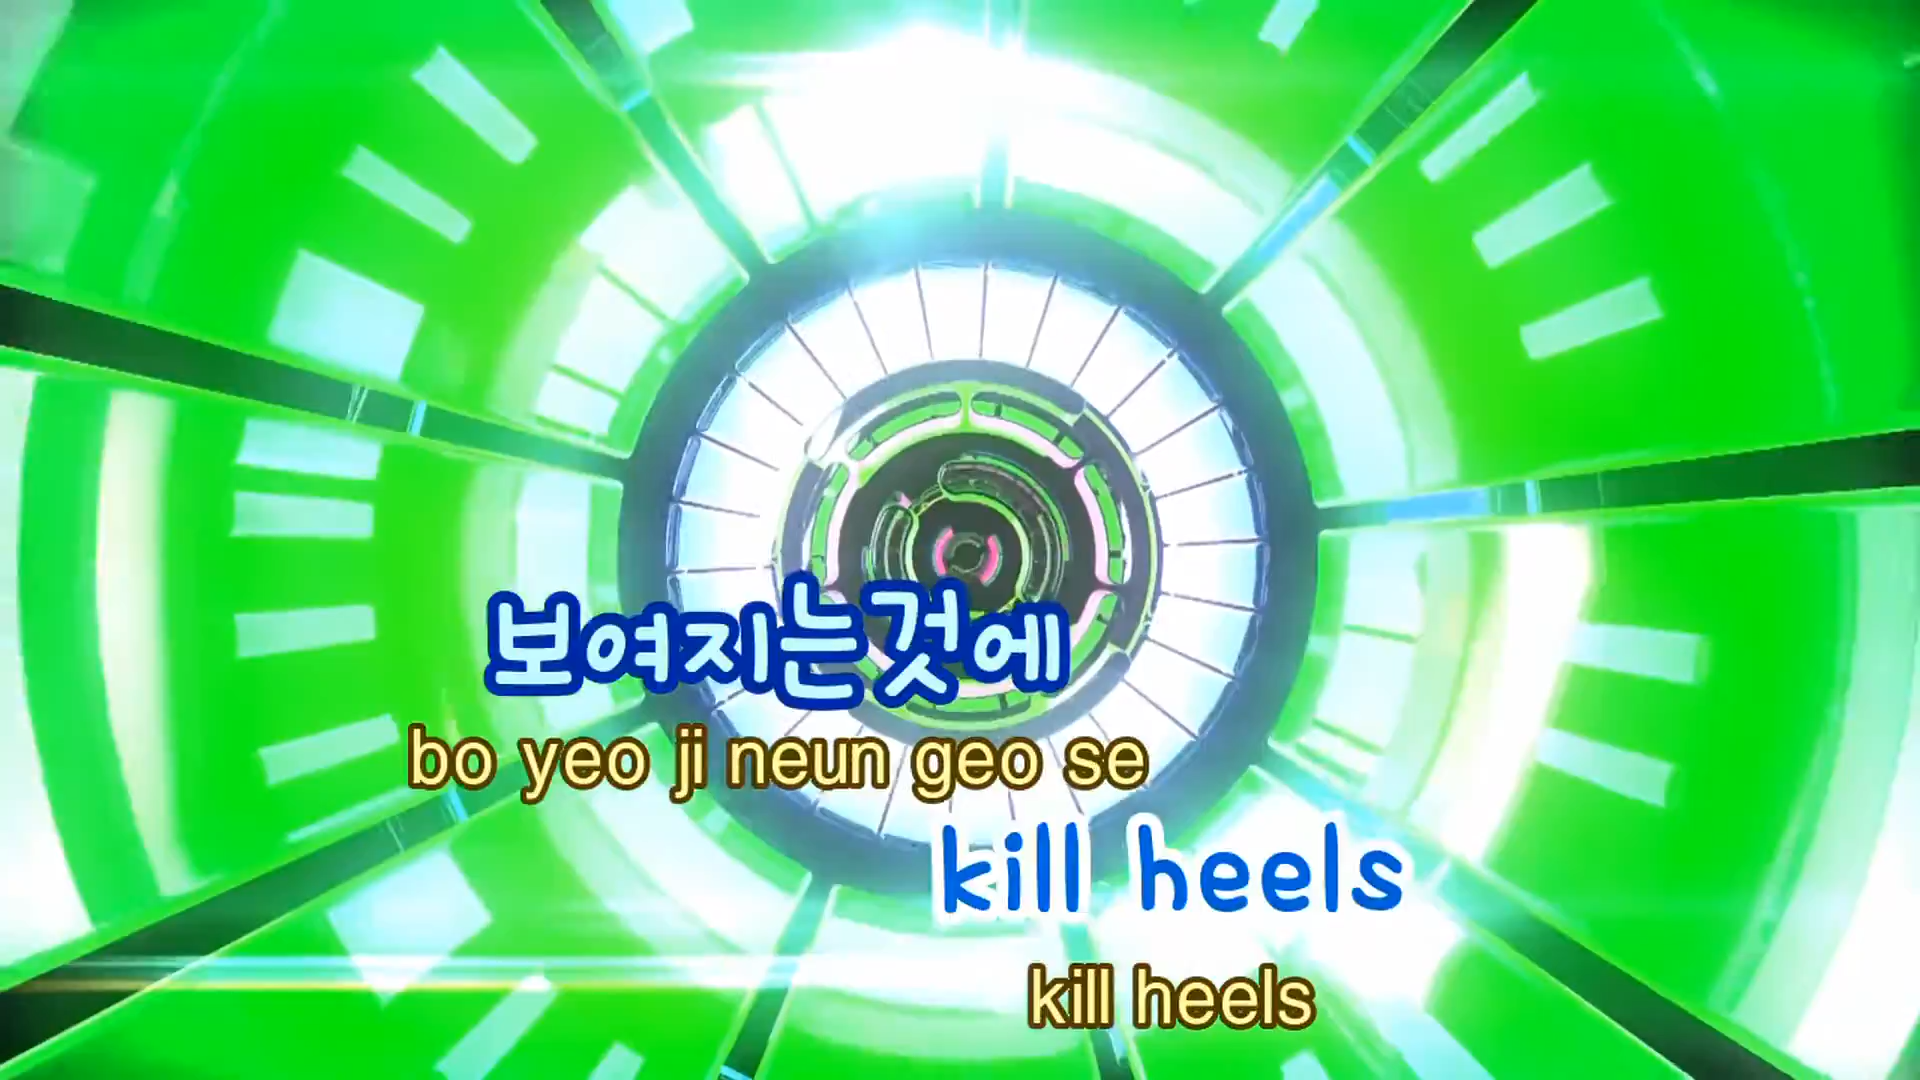 보여지는것에
bo yeo ji neun geo se
kill heels
kill heels